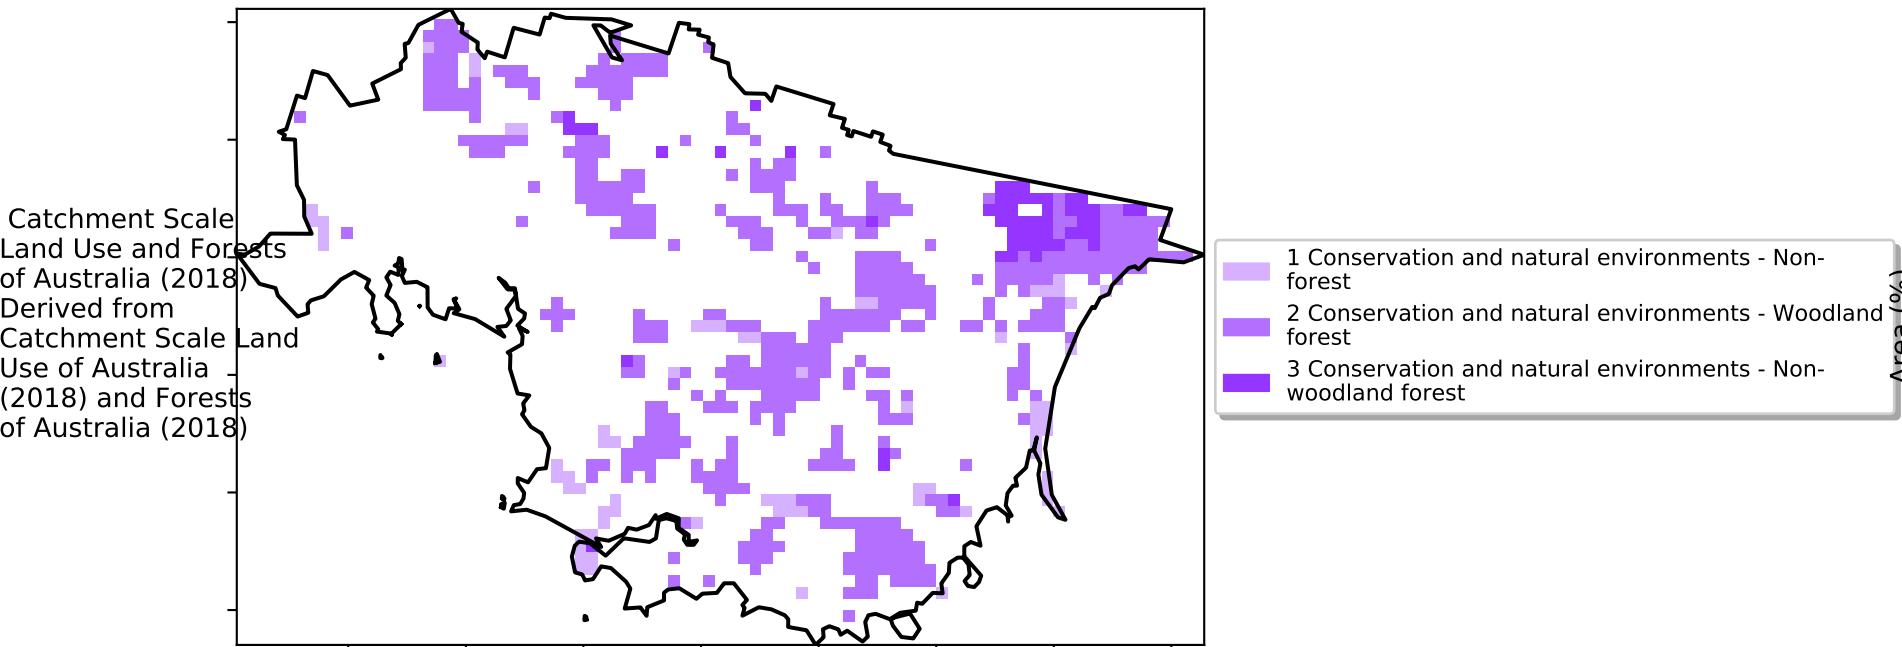 Catchment Scale
Land Use and Forests
of Australia (2018)
Derived from
Catchment Scale Land
Use of Australia
(2018) and Forests
of Australia (2018)
1 Conservation and natural environments - Non-
forest
2 Conservation and natural environments - Woodland
forest
3 Conservation and natural environments - Non-
woodland forest
Area (%)